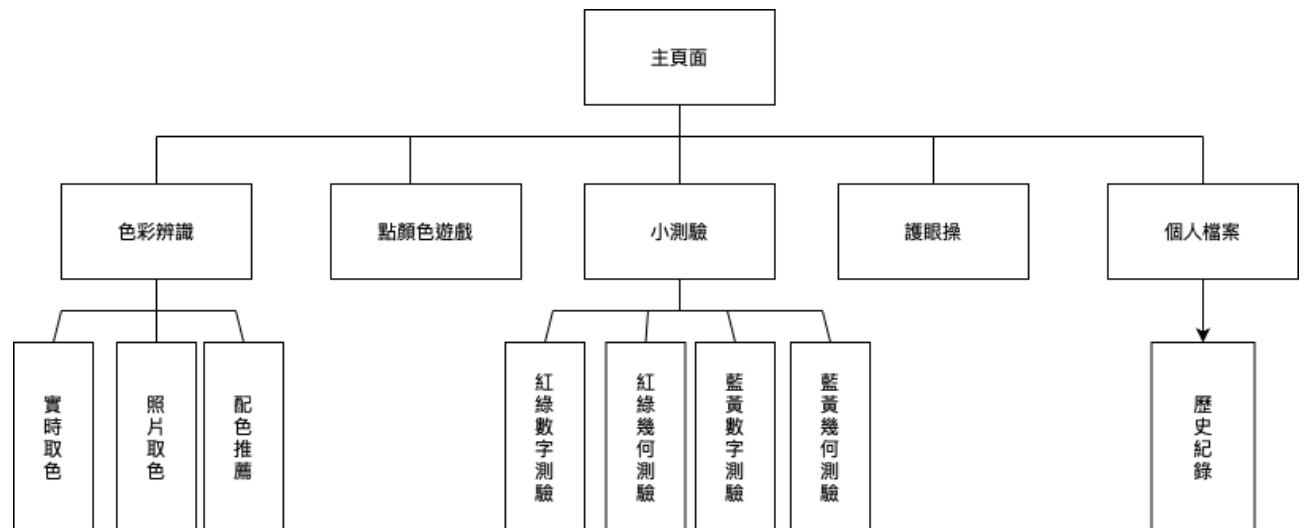 主頁面
色彩辨識
點顏色遊戲
小測驗
護眼操
個人檔案
實時取色
照片取色
配色推薦
紅綠數字測驗
紅綠幾何測驗
藍黃數字測驗
藍黃幾何測驗
歷史紀錄